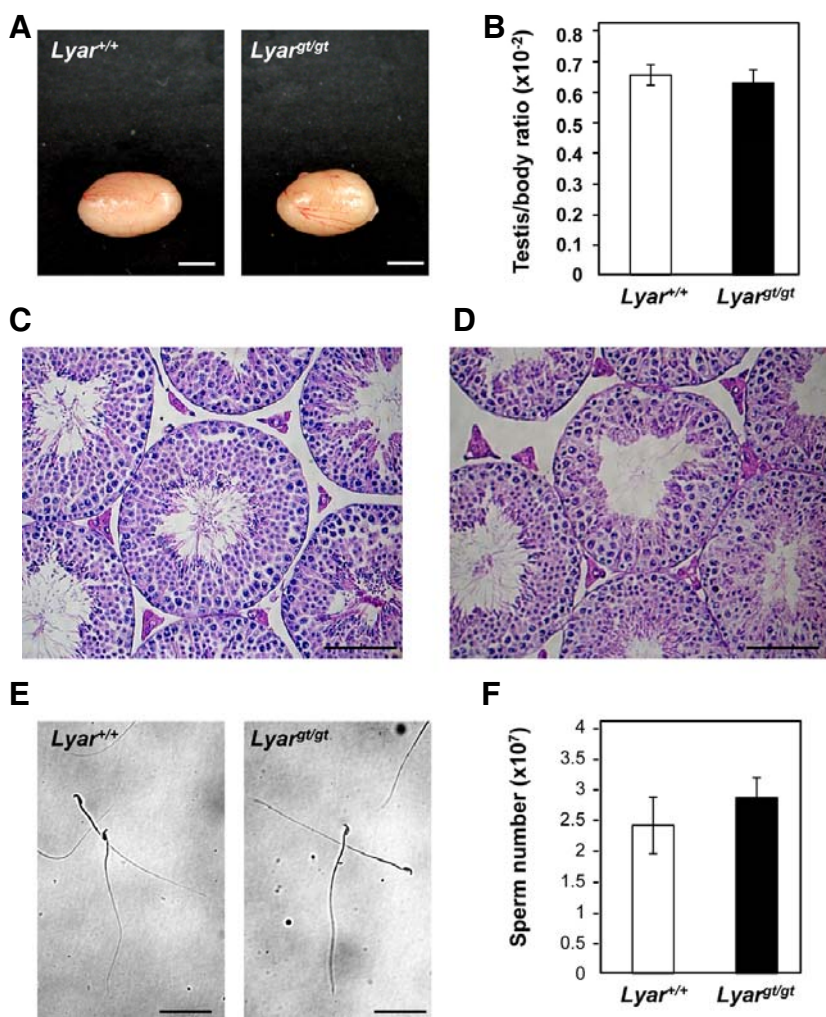 A
Lyar+/+
Lyargt/gt
B
Testis/body ratio (x10-2)
0.8
0.7
0.6
0.5
0.4
0.3
0.2
0.1
0
Lyar+/+
Lyargt/gt
C
D
E
Lyar+/+
Lyargt/gt
F
Sperm number (x107)
4
3.5
3
2.5
2
1.5
1
0.5
0
Lyar+/+
Lyargt/gt